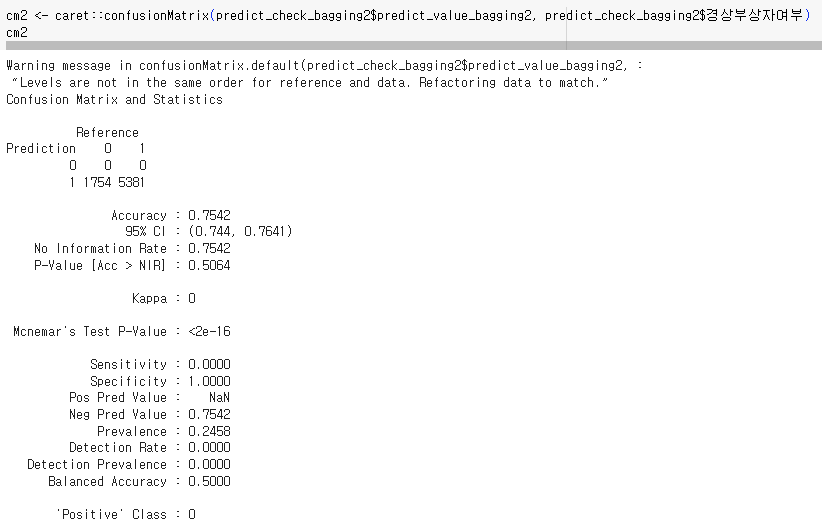 cm2 <- caret::confusionMatrix(predict_check_bagging2$predict_value_bagging2, predict_check_bagging2$경상부상자여부)
cm2
Warning message in confusionMatrix.default(predict_check_bagging2$predict_value_bagging2, :
“Levels are not in the same order for reference and data. Refactoring data to match.”
Confusion Matrix and Statistics
Reference
Prediction 0 1
0 0 0
1 1754 5381
Accuracy : 0.7542
95% CI : (0.744, 0.7641)
No Information Rate : 0.7542
P-Value [Acc > NIR] : 0.5064
Kappa : 0
Mcnemar's Test P-Value : <2e-16
Sensitivity : 0.0000
Specificity : 1.0000
Pos Pred Value : NaN
Neg Pred Value : 0.7542
Prevalence : 0.2458
Detection Rate : 0.0000
Detection Prevalence : 0.0000
Balanced Accuracy : 0.5000
'Positive' Class : 0